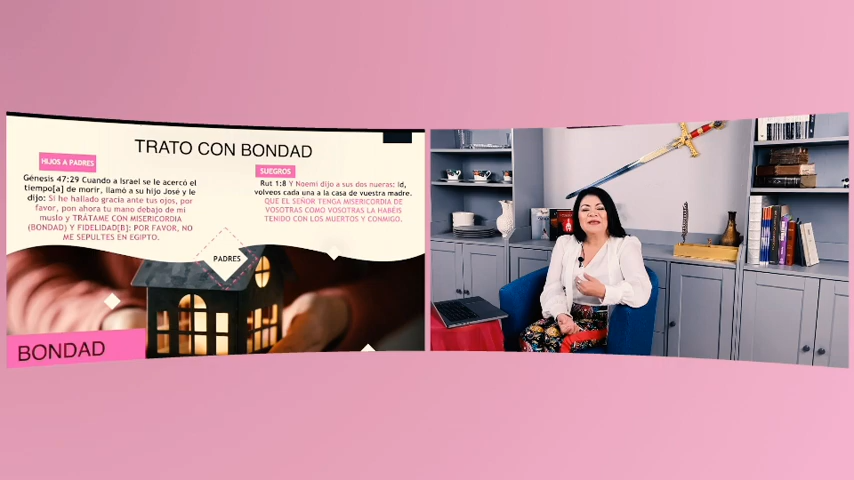 TRATO CON BONDAD
HIJOS A PADRES
Génesis 47:29 Cuando a Israel se le acercó el
tiempo[a] de morir, llamó a su hijo José y le
dijo: Si he hallado gracia ante tus ojos, por
favor, pon ahora tu mano debajo de mi
muslo y TRÁTAME CON MISERICORDIA
(BONDAD) Y FIDELIDAD[B]: POR FAVOR, NO
ME SEPULTES EN EGIPTO.
SUEGROS
Rut 1:8 Y Noemí dijo a sus dos nueras: Id,
volveos cada una a la casa de vuestra madre.
QUE EL SEÑOR TENGA MISERICORDIA DE
VOSOTRAS COMO VOSOTRAS LA HABÉIS
TENIDO CON LOS MUERTOS Y CONMIGO.
PADRES
BONDAD